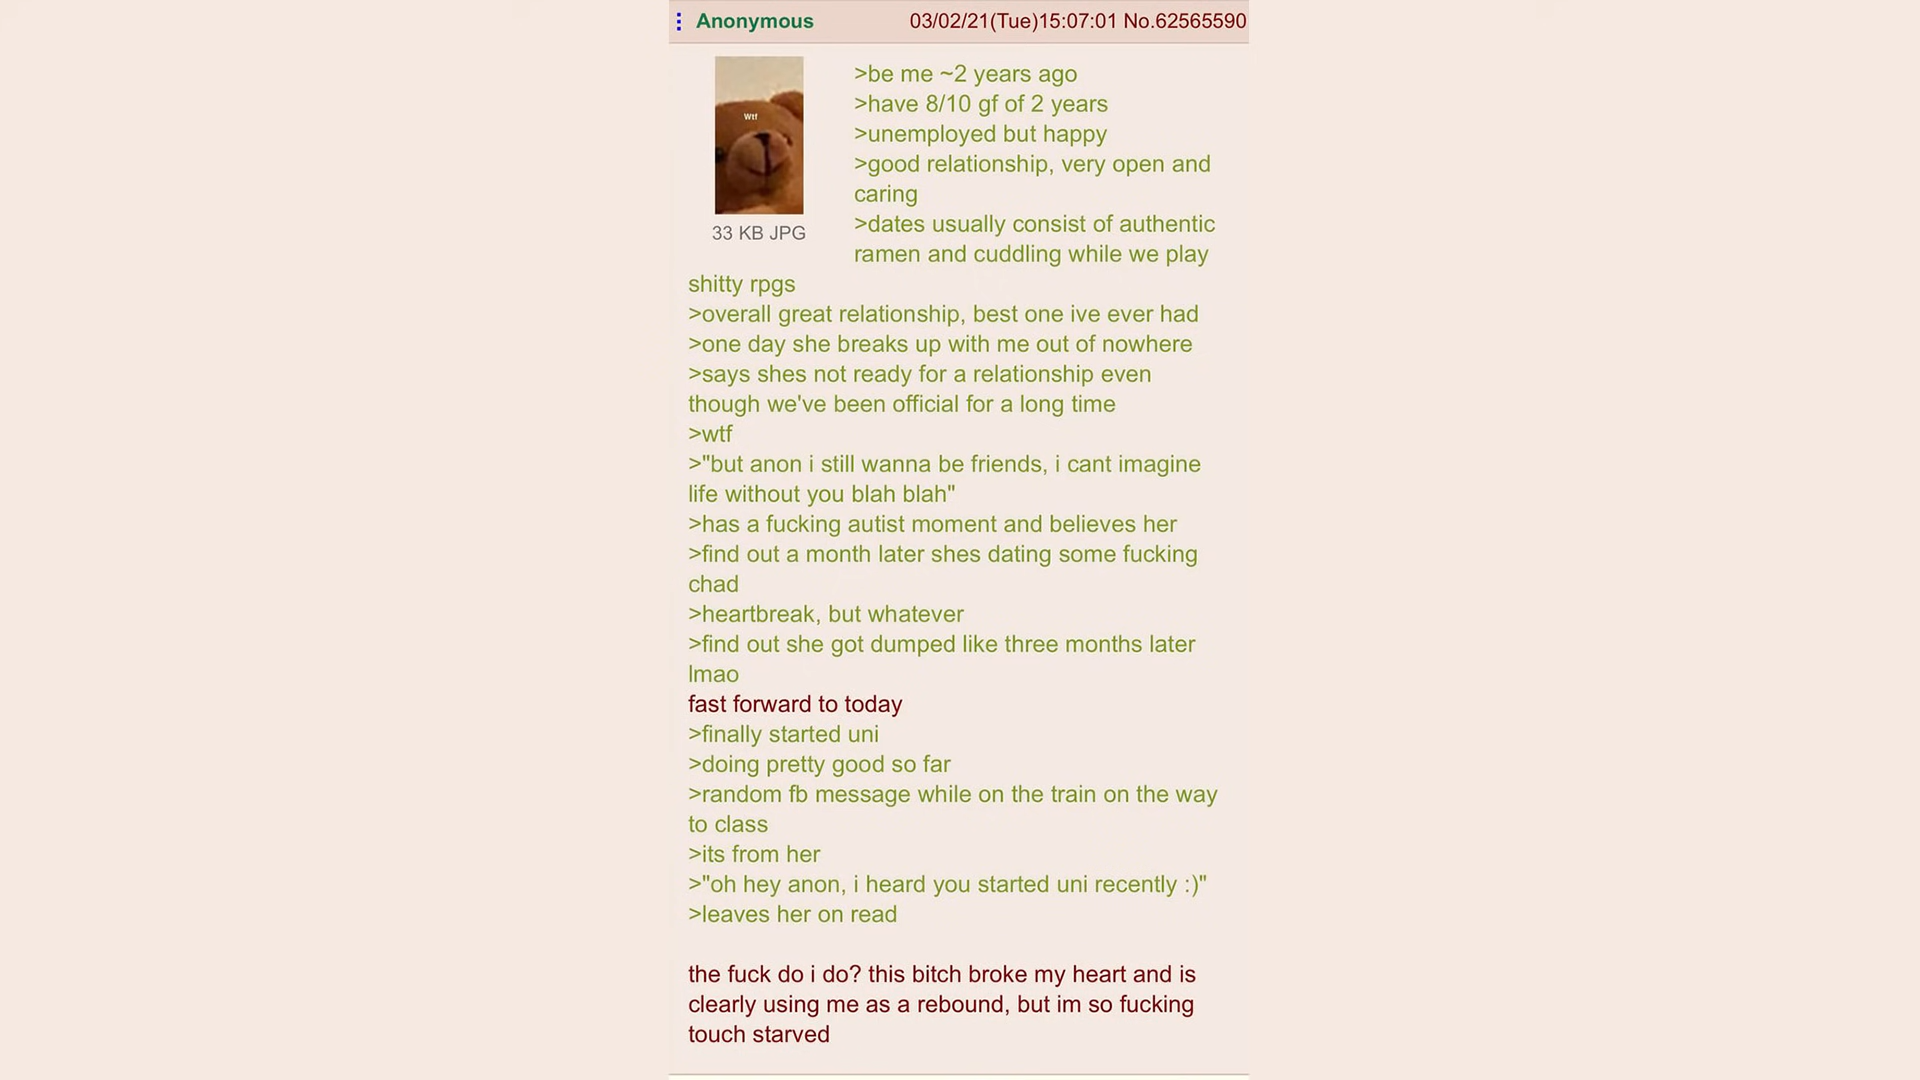 Anonymous 03/02/21(Tue)15:07:01 No.62565590
Wtf
33 KB JPG
>be me ~2 years ago
>have 8/10 gf of 2 years
>unemployed but happy
>good relationship, very open and
caring
>dates usually consist of authentic
ramen and cuddling while we play
shitty rpgs
>overall great relationship, best one ive ever had
>one day she breaks up with me out of nowhere
>says shes not ready for a relationship even
though we've been official for a long time
>wtf
>"but anon i still wanna be friends, i cant imagine
life without you blah blah"
>has a fucking autist moment and believes her
>find out a month later shes dating some fucking
chad
>heartbreak, but whatever
>find out she got dumped like three months later
lmao
fast forward to today
>finally started uni
>doing pretty good so far
>random fb message while on the train on the way
to class
>its from her
>"oh hey anon, i heard you started uni recently :)"
>leaves her on read
the fuck do i do? this bitch broke my heart and is
clearly using me as a rebound, but im so fucking
touch starved